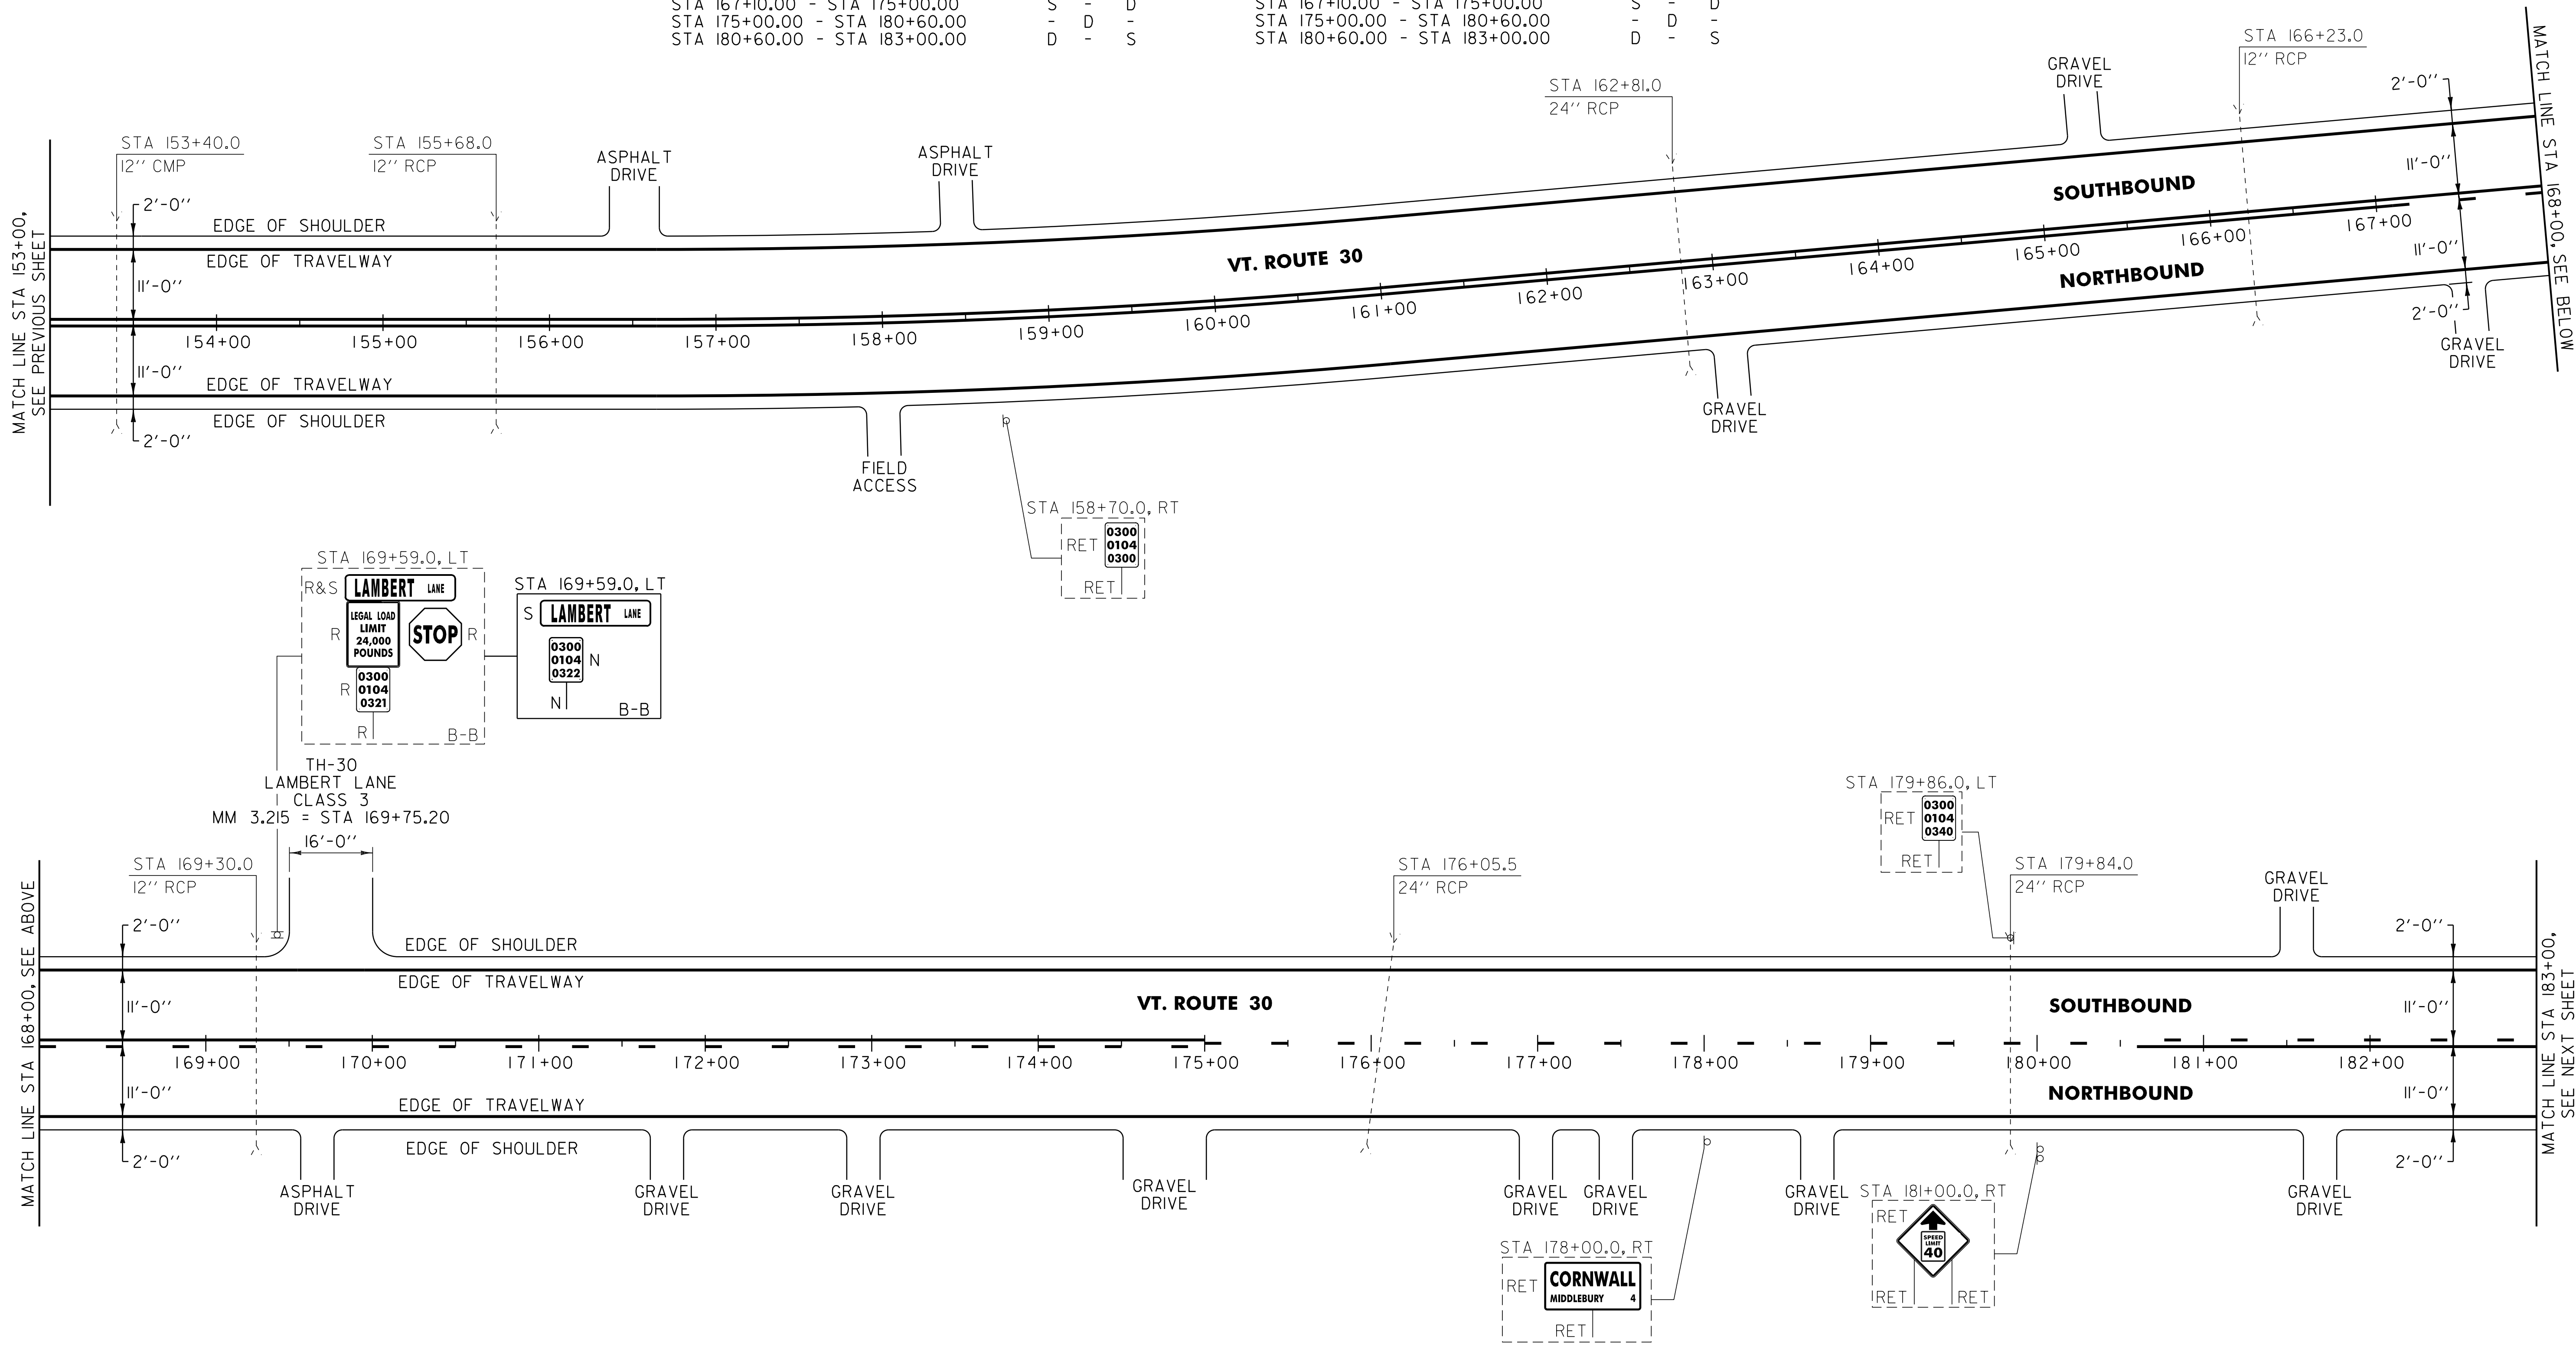 STA 167+10.00 - STA 175+00.00 S - D
STA 175+00.00 - STA 180+60.00 - D -
STA 180+60.00 - STA 183+00.00 D - S
STA 167+10.00 - STA 175+00.00 S - D
STA 175+00.00 - STA 180+60.00 - D -
STA 180+60.00 - STA 183+00.00 D - S
MATCH LINE STA 153+00,
SEE PREVIOUS SHEET
STA 153+40.0
12'' CMP
STA 155+68.0
12'' RCP
ASPHALT
DRIVE
ASPHALT
DRIVE
STA 162+81.0
24'' RCP
GRAVEL
DRIVE
STA 166+23.0
12'' RCP
2'-0''
MATCH LINE STA 168+00, SEE BELOW
2'-0''
EDGE OF SHOULDER
EDGE OF TRAVELWAY
11'-0''
VT. ROUTE 30
SOUTHBOUND
11'-0''
154+00
155+00
156+00
157+00
158+00
159+00
160+00
161+00
162+00
163+00
164+00
165+00
166+00
167+00
11'-0''
EDGE OF TRAVELWAY
EDGE OF SHOULDER
2'-0''
NORTHBOUND
11'-0''
2'-0''
GRAVEL
DRIVE
GRAVEL
DRIVE
FIELD
ACCESS
STA 158+70.0, RT
RET
0300
0104
0300
RET
STA 169+59.0, LT
R&S
LAMBERT LANE
R
LEGAL LOAD
LIMIT
24,000
POUNDS
STOP
R
R
0300
0104
0321
R
B-B
STA 169+59.0, LT
S
LAMBERT LANE
0300
0104
0322
N
N
B-B
TH-30
LAMBERT LANE
CLASS 3
MM 3.215 = STA 169+75.20
16'-0''
MATCH LINE STA 168+00, SEE ABOVE
STA 169+30.0
12'' RCP
2'-0''
EDGE OF SHOULDER
EDGE OF TRAVELWAY
11'-0''
STA 176+05.5
24'' RCP
STA 179+86.0, LT
RET
0300
0104
0340
RET
STA 179+84.0
24'' RCP
GRAVEL
DRIVE
2'-0''
VT. ROUTE 30
SOUTHBOUND
11'-0''
169+00
170+00
171+00
172+00
173+00
174+00
175+00
176+00
177+00
178+00
179+00
180+00
181+00
182+00
11'-0''
EDGE OF TRAVELWAY
EDGE OF SHOULDER
2'-0''
NORTHBOUND
11'-0''
2'-0''
MATCH LINE STA 183+00,
SEE NEXT SHEET
ASPHALT
DRIVE
GRAVEL
DRIVE
GRAVEL
DRIVE
GRAVEL
DRIVE
GRAVEL
DRIVE
GRAVEL
DRIVE
GRAVEL
DRIVE
GRAVEL
DRIVE
STA 178+00.0, RT
RET
CORNWALL
MIDDLEBURY 4
RET
STA 181+00.0, RT
RET
SPEED
LIMIT
40
RET
RET